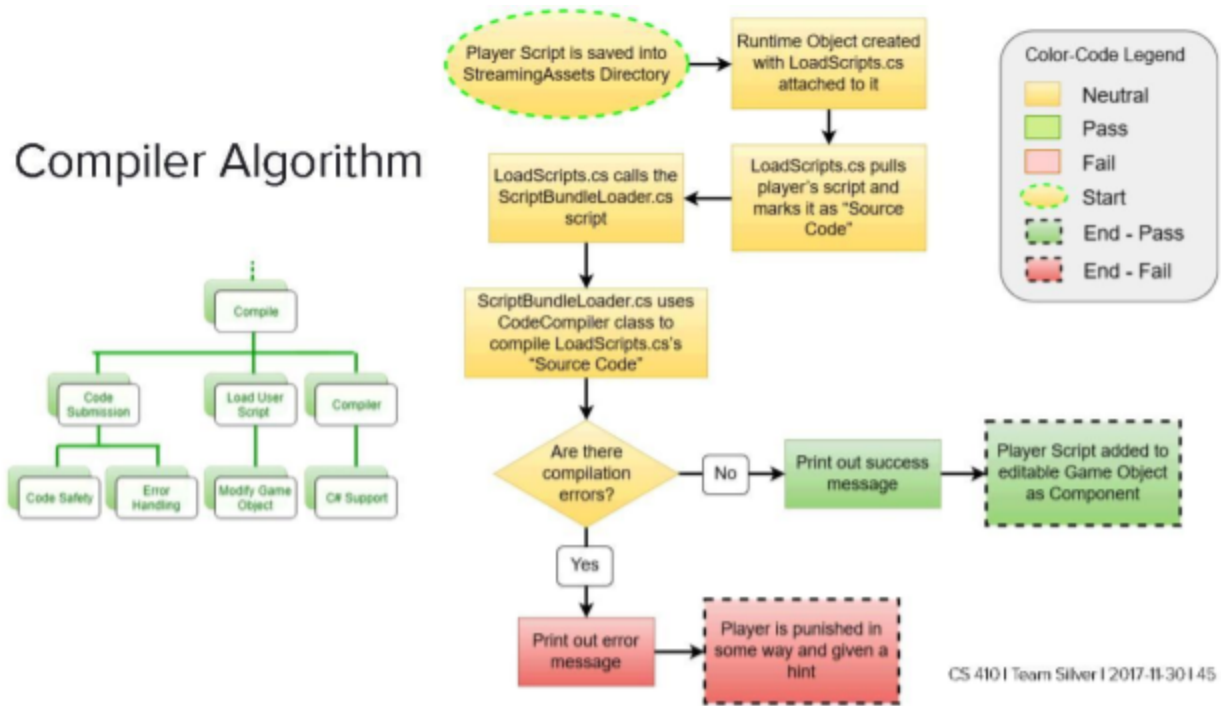 Compiler Algorithm
Compile
Code
Submission
Load User
Script
Compiler
Code Safety
Error
Handling
Modify Game
Object
C# Support
Player Script is saved into
StreamingAssets Directory
Runtime Object created
with LoadScripts.cs
attached to it
LoadScripts.cs pulls
player's script and
marks it as "Source
Code"
LoadScripts.cs calls the
ScriptBundleLoader.cs
script
ScriptBundleLoader.cs uses
CodeCompiler class to
compile LoadScripts.cs's
"Source Code"
Are there
compilation
errors?
No
Print out success
message
Player Script added to
editable Game Object
as Component
Yes
Print out error
message
Player is punished in
some way and given a
hint
Color-Code Legend
Neutral
Pass
Fail
Start
End - Pass
End - Fail
CS 410 I Team Silver I 2017-11-30 I 45